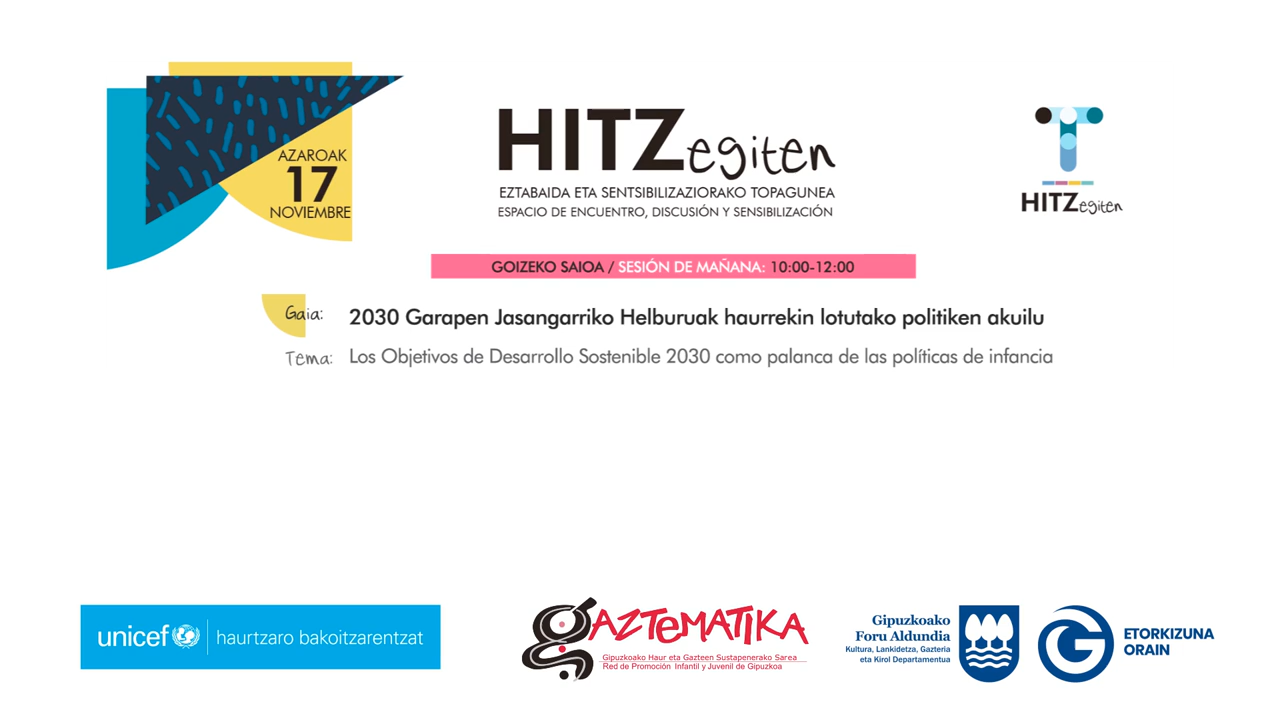 AZAROAK
17
NOVIEMBRE
HITZegiten
EZTABAIDA ETA SENTSIBILIZAZIORAKO TOPAGUNEA
ESPACIO DE ENCUENTRO, DISCUSIÓN Y SENSIBILIZACIÓN
HITZegiten
GOIZEKO SAIOA / SESIÓN DE MAÑANA: 10:00-12:00
Gaia: 2030 Garapen Jasangarriko Helburuak haurrekin lotutako politiken akuilu
Tema: Los Objetivos de Desarrollo Sostenible 2030 como palanca de las políticas de infancia
unicef haurtzaro bakoitzarentzat
gAZTEMATIKA
Gipuzkoako Haur eta Gazteen Sustapenerako Sarea
Red de Promoción Infantil y Juvenil de Gipuzkoa
Gipuzkoako
Foru Aldundia
Kultura, Lankidetza, Gazteria
eta Kirol Departamentua
ETORKIZUNA
ORAIN